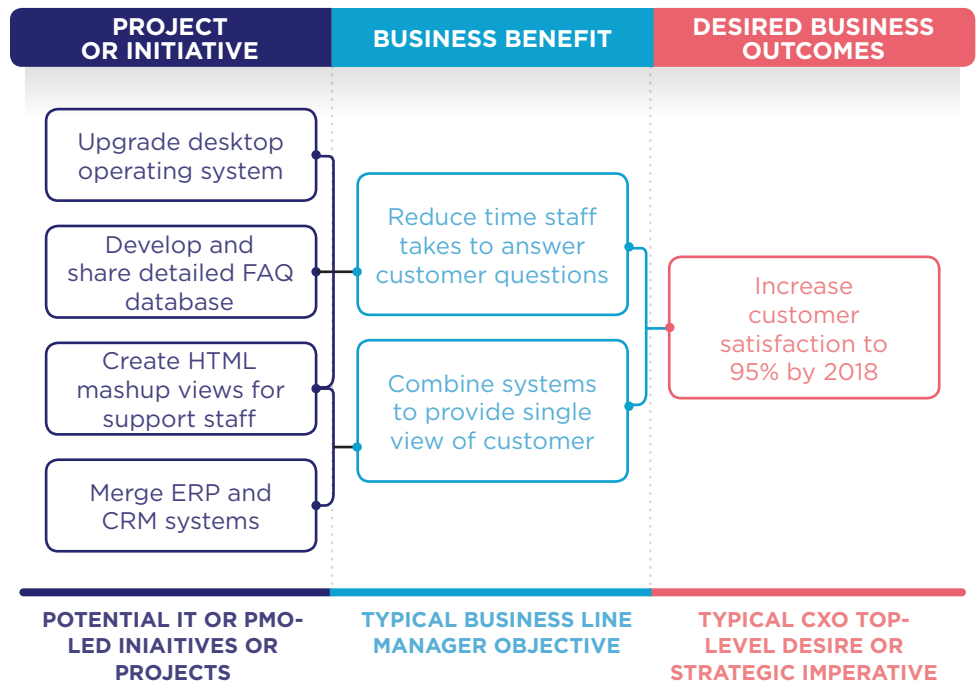 PROJECT
OR INITIATIVE
BUSINESS BENEFIT
DESIRED BUSINESS
OUTCOMES
Upgrade desktop
operating system
Develop and
share detailed FAQ
database
Create HTML
mashup views for
support staff
Merge ERP and
CRM systems
Reduce time staff
takes to answer
customer questions
Combine systems
to provide single
view of customer
Increase
customer
satisfaction to
95% by 2018
POTENTIAL IT OR PMO-
LED INIAITIVES OR
PROJECTS
TYPICAL BUSINESS LINE
MANAGER OBJECTIVE
TYPICAL CXO TOP-
LEVEL DESIRE OR
STRATEGIC IMPERATIVE